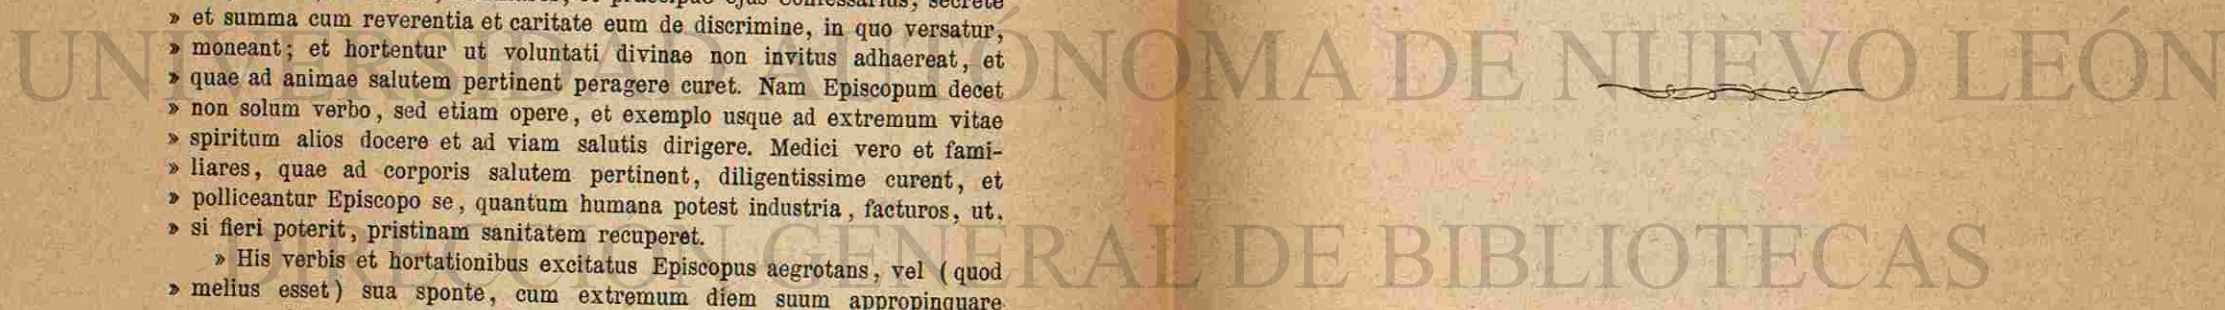 et summa cum reverentia et caritate eum de discrimine, in quo versatur,
» moneant; et hortentur ut voluntati divinae non invitus adhaereat, et
» quae ad animae salutem pertinent peragere curet. Nam Episcopum decet
» non solum verbo, sed etiam opere, et exemplo usque ad extremum vitae
» spiritum alios docere et ad viam salutis dirigere. Medici vero et fami-
» liares, quae ad corporis salutem pertinent, diligentissime curent, et
» polliceantur Episcopo se, quantum humana potest industria, facturos, ut,
» si fieri poterit, pristinam sanitatem recuperet.
» His verbis et hortationibus excitatus Episcopus aegrotans, vel (quod
» melius esset) sua sponte, cum extremum diem suum appropinquare
UNIVERSIDAD AUTÓNOMA DE NUEVO LEÓN
DIRECCIÓN GENERAL DE BIBLIOTECAS